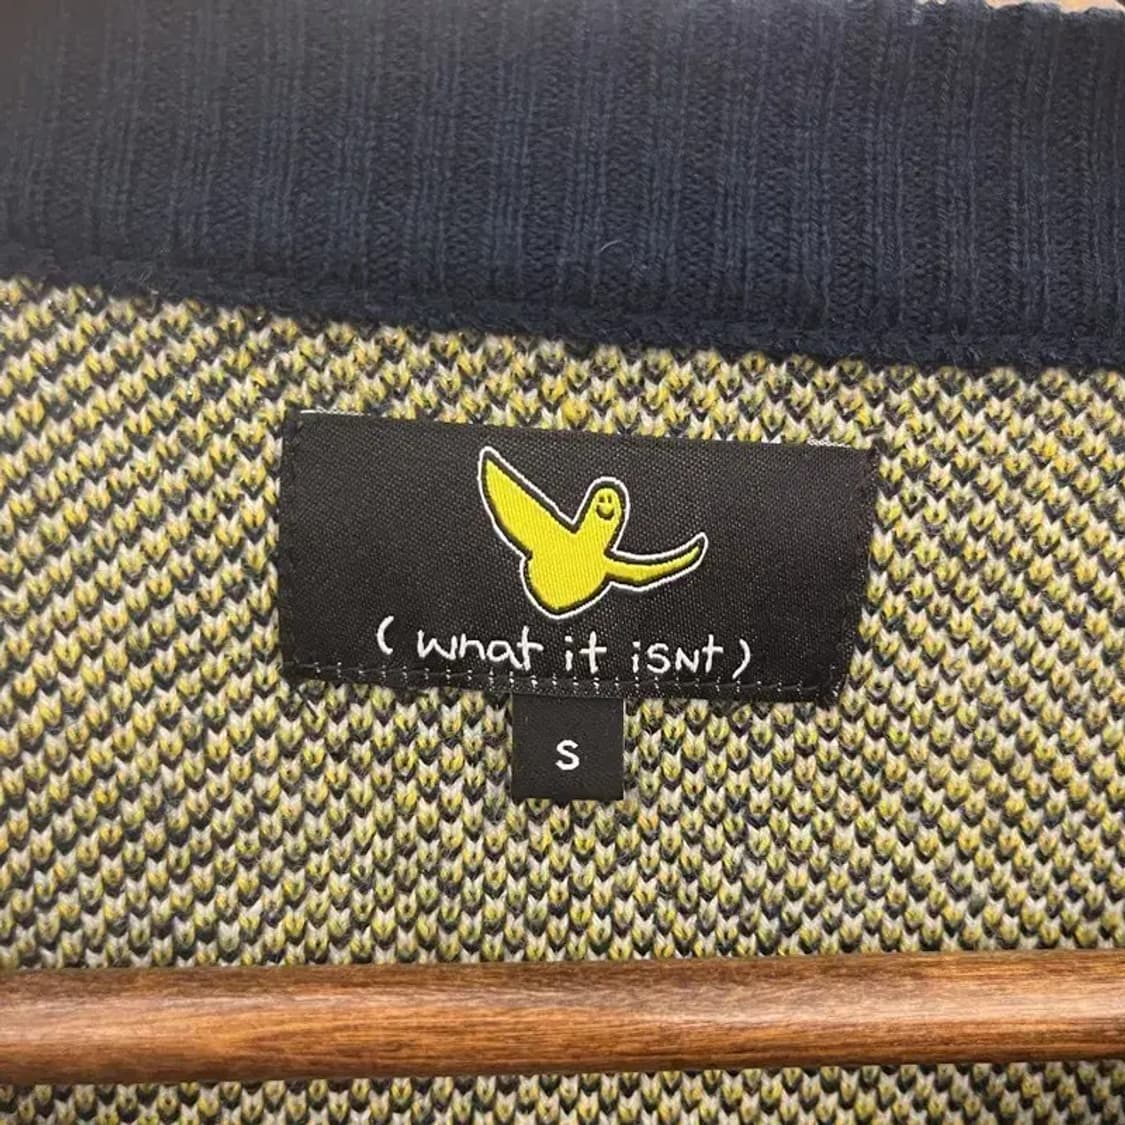 (what it isNt)
S